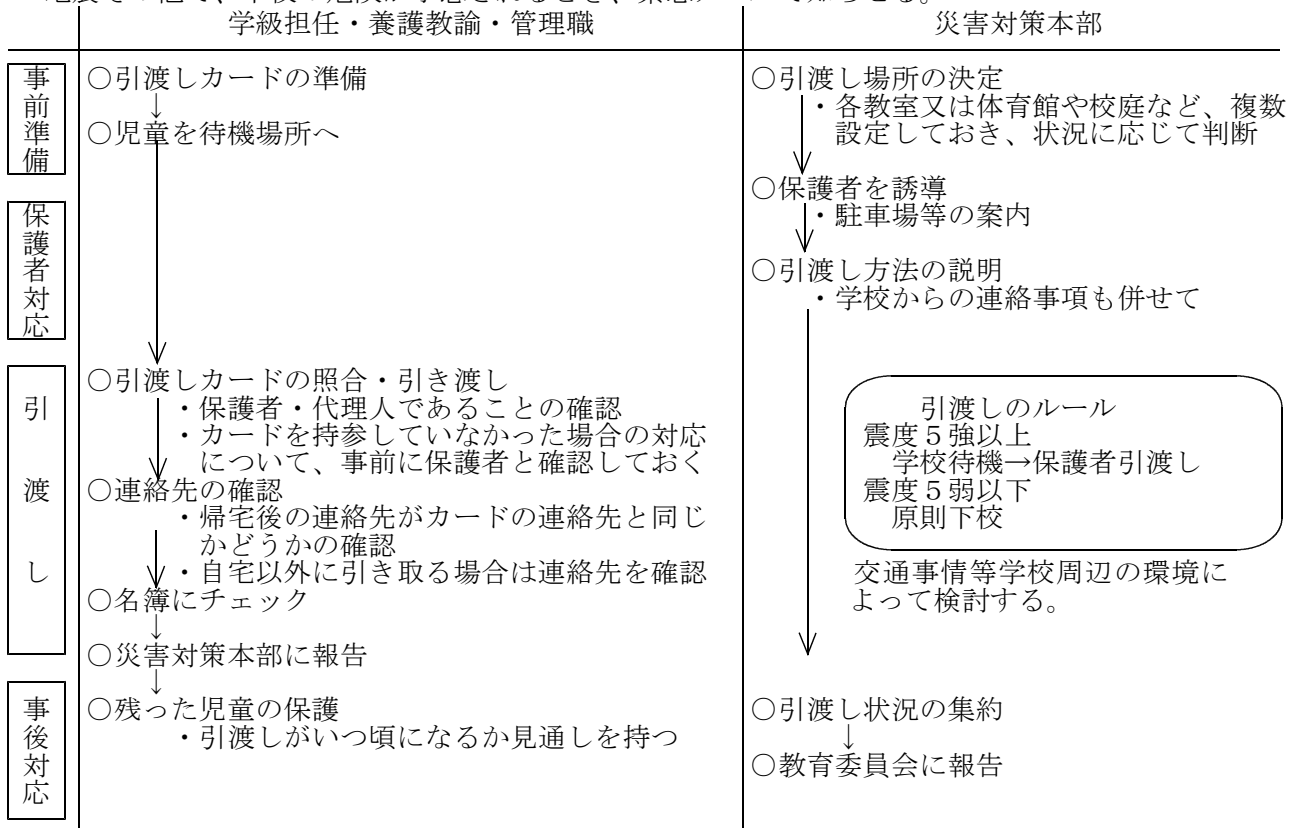 学級担任・養護教諭・管理職
災害対策本部
事前準備
○引渡しカードの準備
↓
○児童を待機場所へ
○引渡し場所の決定
・各教室又は体育館や校庭など、複数
設定しておき、状況に応じて判断
保護者対応
○保護者を誘導
・駐車場等の案内
○引渡し方法の説明
・学校からの連絡事項も併せて
引渡し
○引渡しカードの照合・引き渡し
・保護者・代理人であることの確認
・カードを持参していなかった場合の対応
について、事前に保護者と確認しておく
○連絡先の確認
・帰宅後の連絡先がカードの連絡先と同じ
かどうかの確認
・自宅以外に引き取る場合は連絡先を確認
○名簿にチェック
↓
○災害対策本部に報告
↓
引渡しのルール
震度５強以上
学校待機→保護者引渡し
震度５弱以下
原則下校
交通事情等学校周辺の環境に
よって検討する。
事後対応
○残った児童の保護
・引渡しがいつ頃になるか見通しを持つ
○引渡し状況の集約
↓
○教育委員会に報告